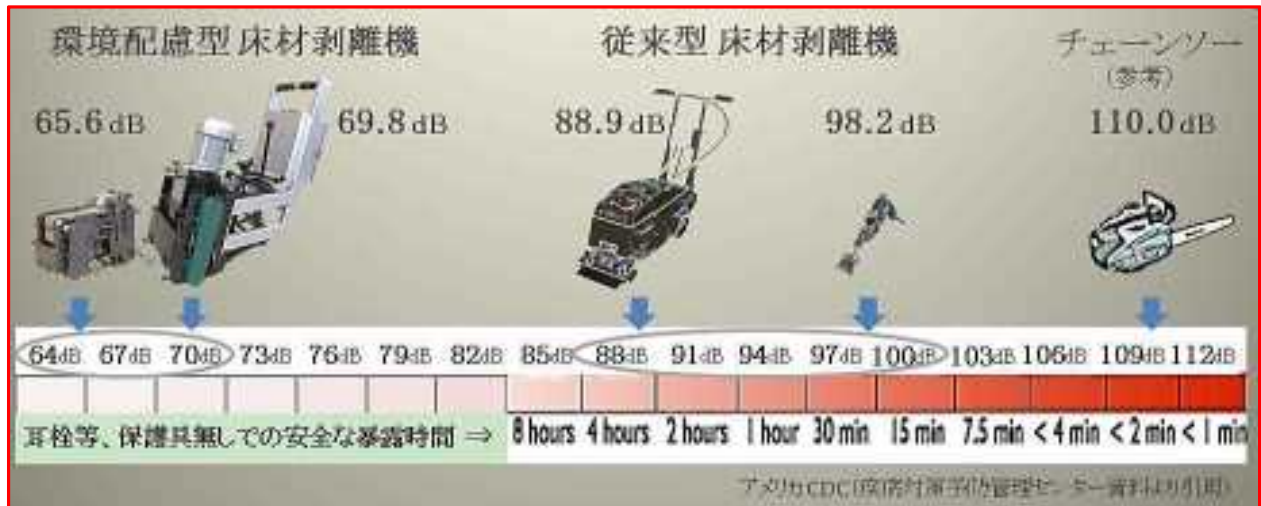 環境配慮型 床材剥離機
従来型 床材剥離機
チェーンソー
(参考)
65.6 dB
69.8 dB
88.9 dB
98.2 dB
110.0 dB
64dB 67dB 70dB 73dB 76dB 79dB 82dB 85dB 88dB 91dB 94dB 97dB 100dB 103dB 106dB 109dB 112dB
耳栓等、保護具無しでの安全な暴露時間 ⇒ 8 hours 4 hours 2 hours 1 hour 30 min 15 min 7.5 min < 4 min < 2 min < 1 min
アメリカCDC(疾病対策予防管理センター資料より引用)